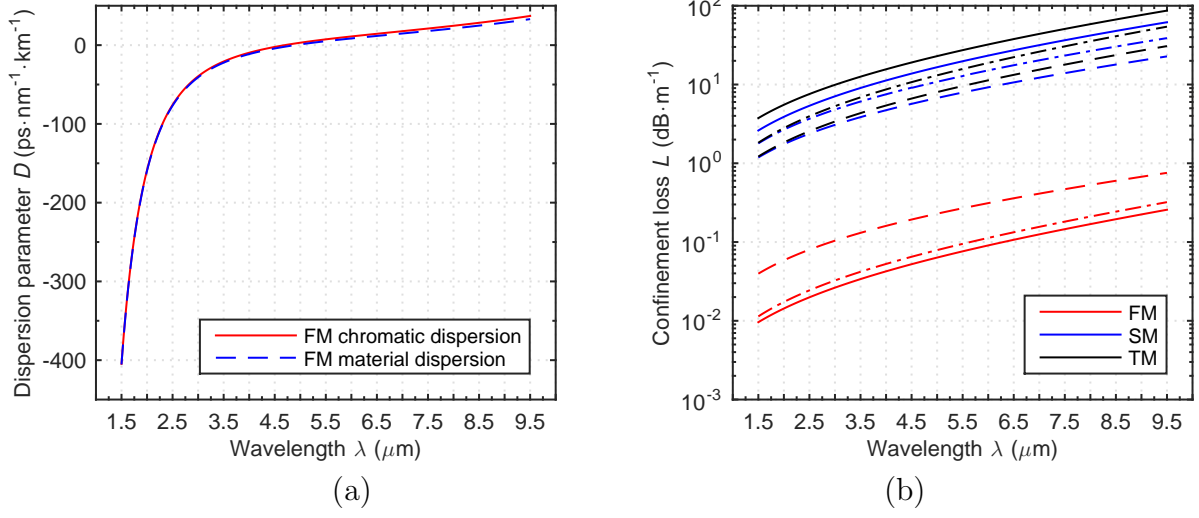 0
-100
-200
-300
-400
Dispersion parameter D (ps·nm⁻¹·km⁻¹)
FM chromatic dispersion
FM material dispersion
1.5 2.5 3.5 4.5 5.5 6.5 7.5 8.5 9.5
Wavelength λ (μm)
(a)
10²
10¹
10⁰
10⁻¹
10⁻²
10⁻³
Confinement loss L (dB·m⁻¹)
FM
SM
TM
1.5 2.5 3.5 4.5 5.5 6.5 7.5 8.5 9.5
Wavelength λ (μm)
(b)